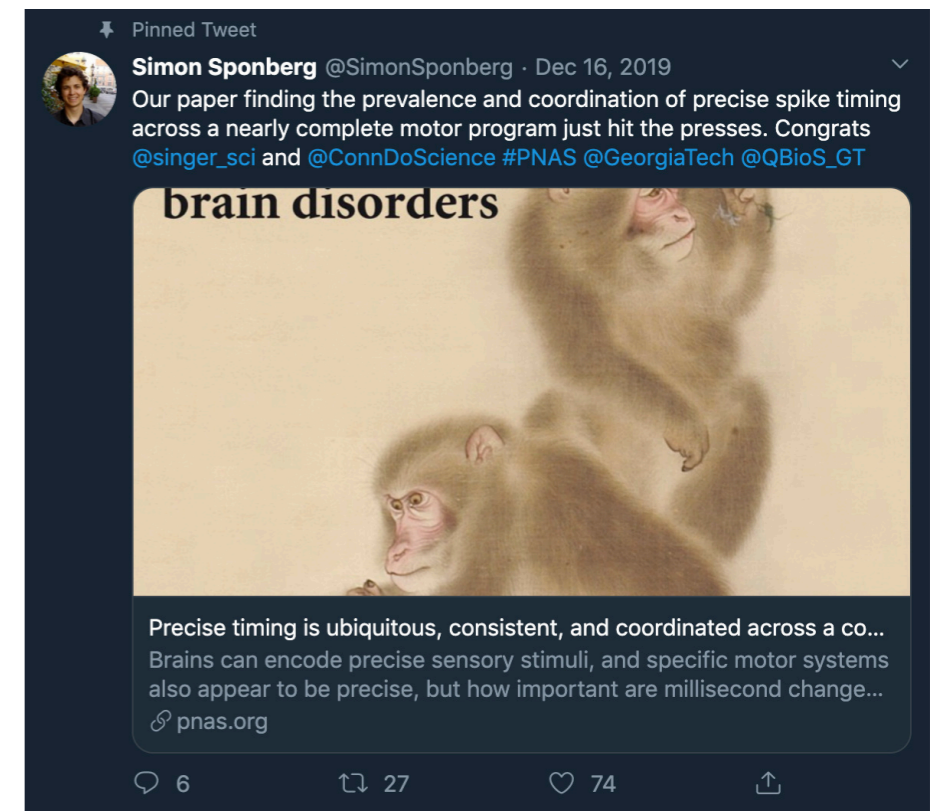 Pinned Tweet
Simon Sponberg @SimonSponberg · Dec 16, 2019
Our paper finding the prevalence and coordination of precise spike timing
across a nearly complete motor program just hit the presses. Congrats
@singer_sci and @ConnDoScience #PNAS @GeorgiaTech @QBioS_GT
brain disorders
Precise timing is ubiquitous, consistent, and coordinated across a co...
Brains can encode precise sensory stimuli, and specific motor systems
also appear to be precise, but how important are millisecond change...
pnas.org
6 27 74